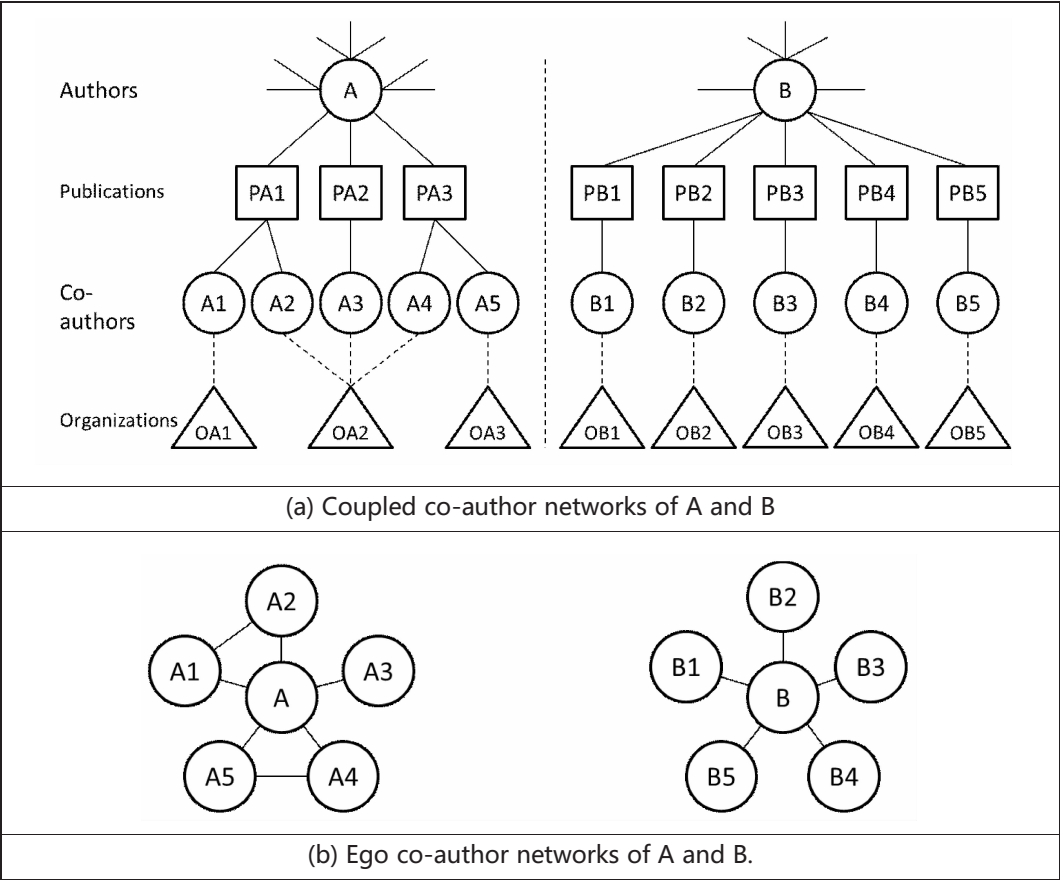 Authors A B
Publications PA1 PA2 PA3 PB1 PB2 PB3 PB4 PB5
Co-
authors A1 A2 A3 A4 A5 B1 B2 B3 B4 B5
Organizations OA1 OA2 OA3 OB1 OB2 OB3 OB4 OB5
(a) Coupled co-author networks of A and B
A2 B2
A1 A3 B1 B3
A B
A5 A4 B5 B4
(b) Ego co-author networks of A and B.